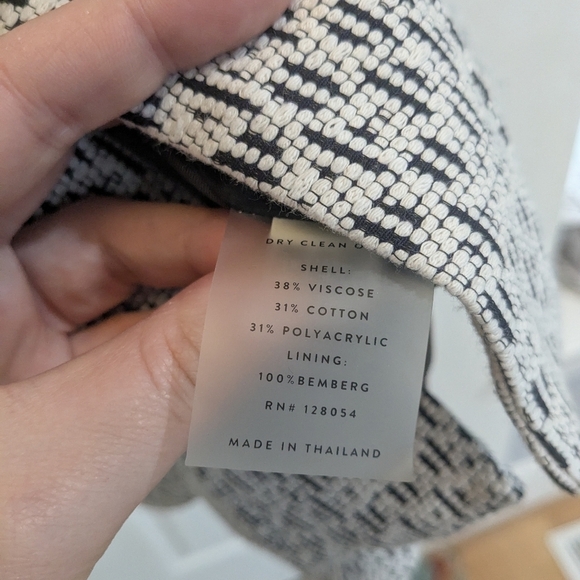 DRY CLEAN
SHELL:
38% VISCOSE
31% COTTON
31% POLYACRYLIC
LINING:
100%BEMBERG
RN# 128054
MADE IN THAILAND